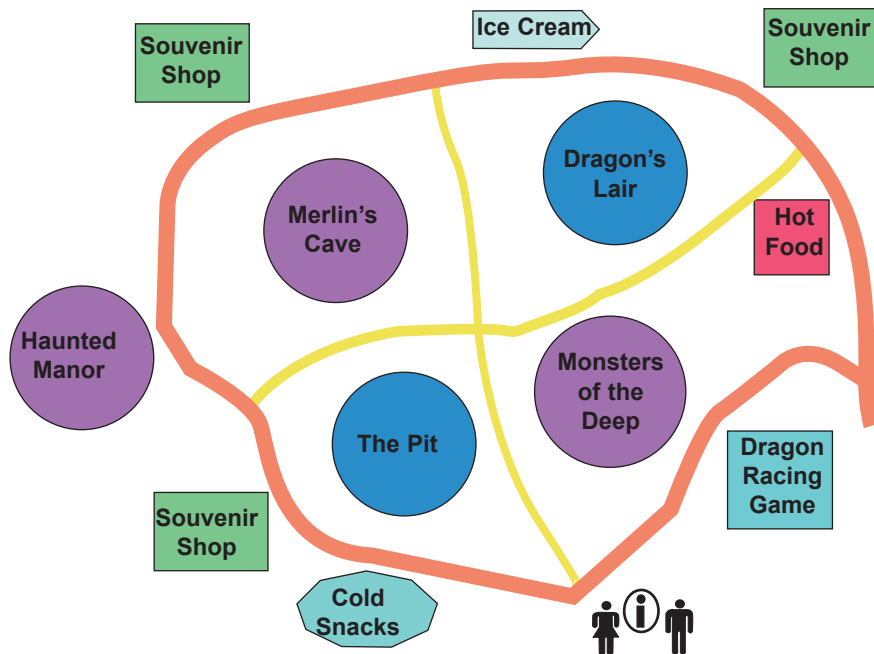 Ice Cream
Souvenir
Shop
Souvenir
Shop
Dragon's
Lair
Merlin's
Cave
Hot
Food
Haunted
Manor
Monsters
of the
Deep
The Pit
Dragon
Racing
Game
Souvenir
Shop
Cold
Snacks
i